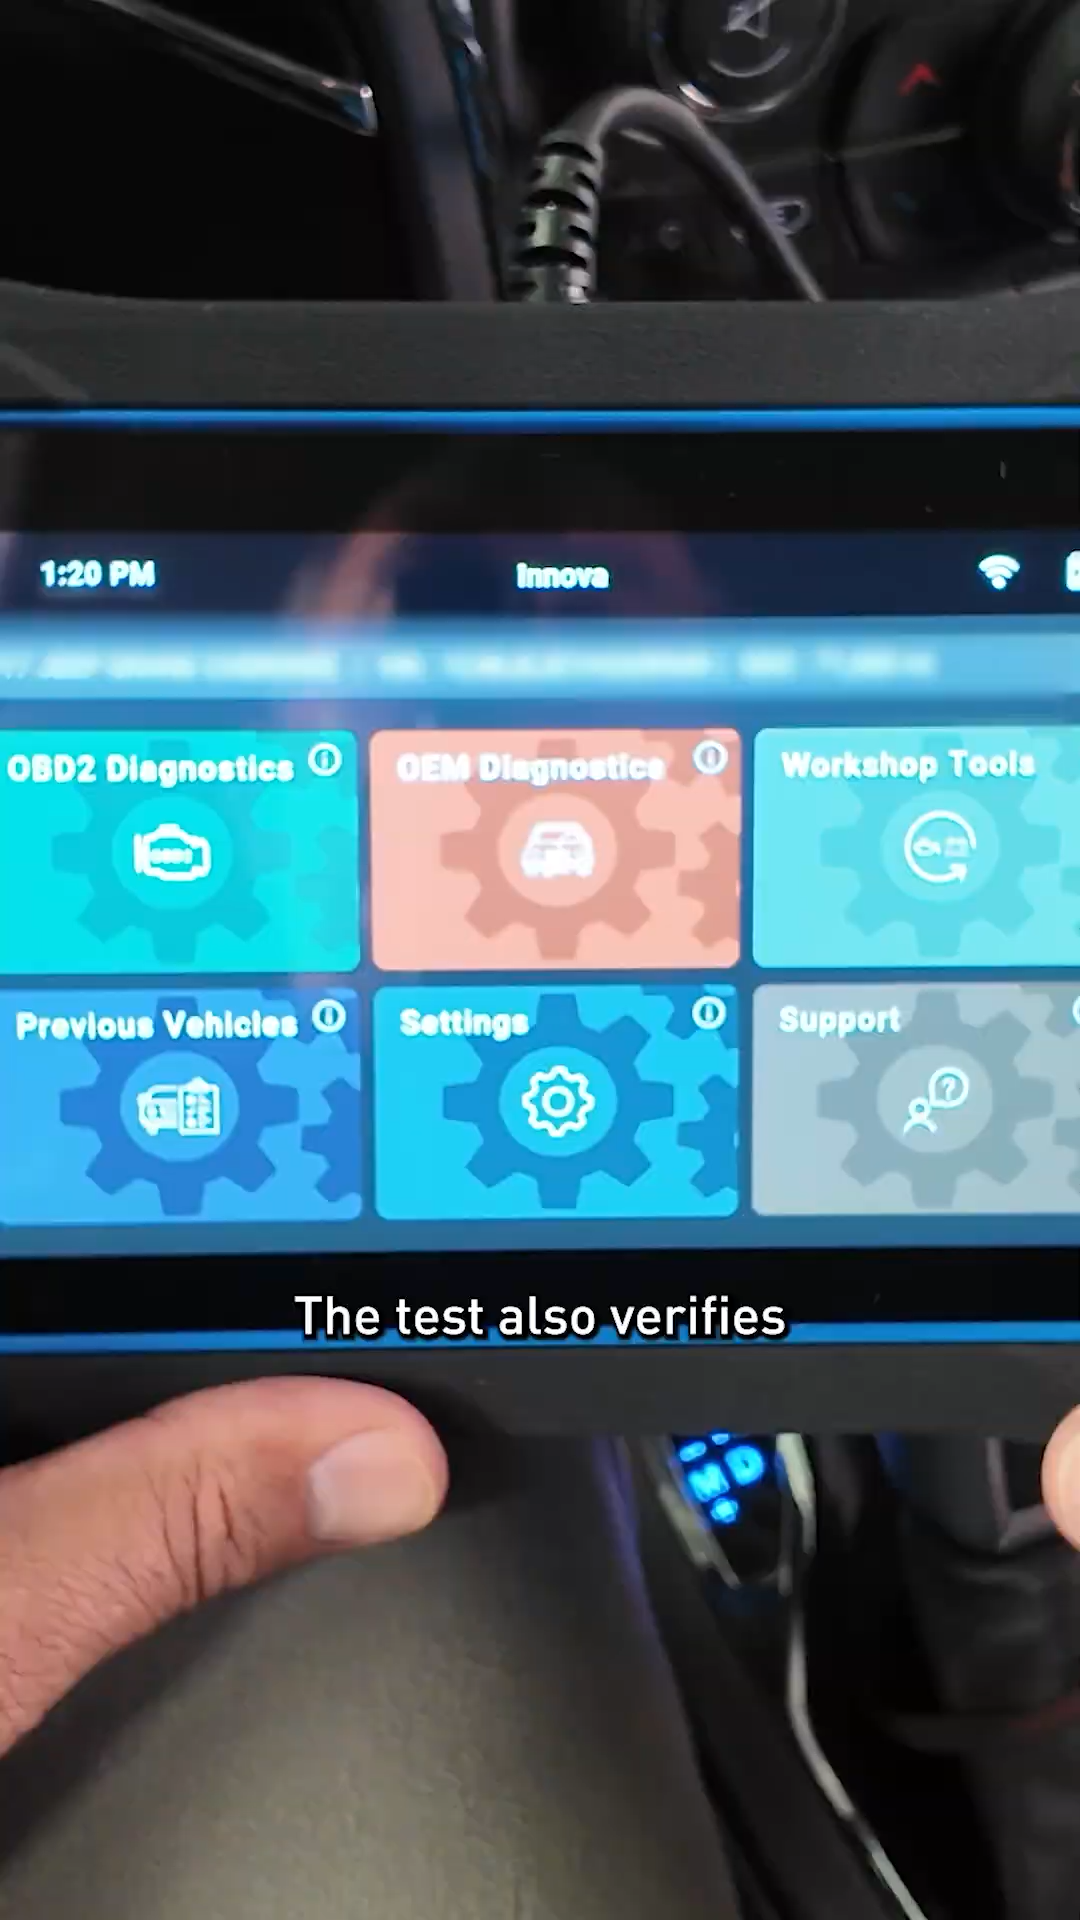 1:20 PM
Innova
OBD2 Diagnostics
OEM Diagnostics
Workshop Tools
Previous Vehicles
Settings
Support
The test also verifies
M D